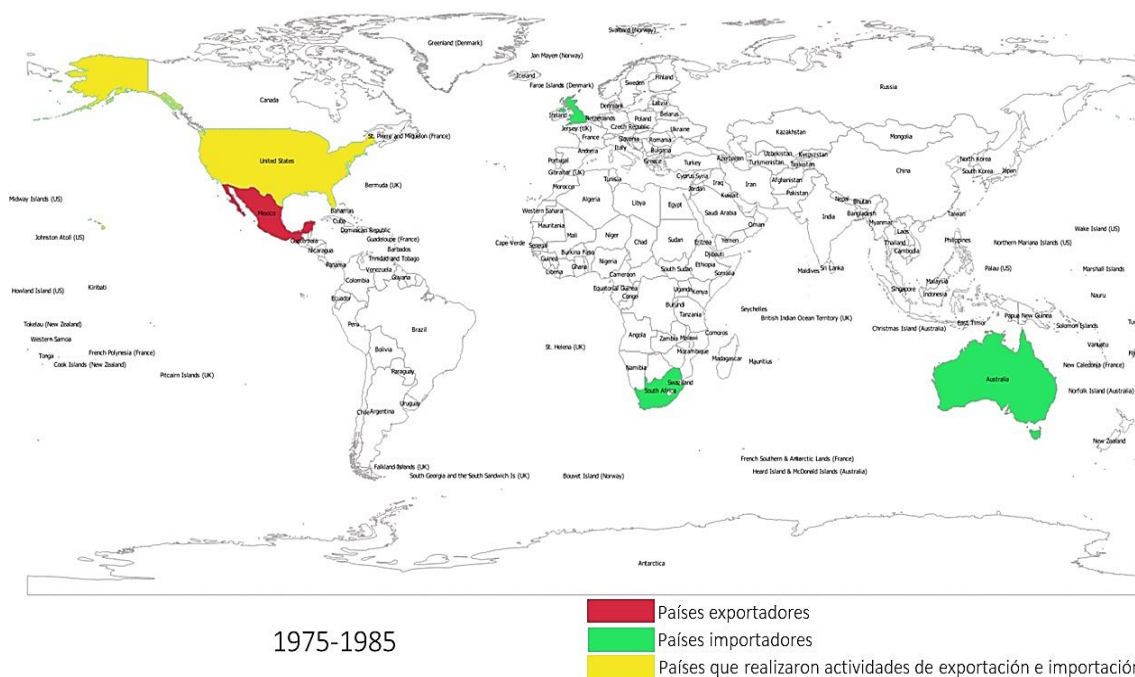 Svalbard (Norway)
Greenland (Denmark)
Jan Mayen (Norway)
Iceland
Faroe Islands (Denmark)
Sweden
Finland
Russia
Canada
Denmark
Latvia
Ireland
Netherlands
Poland
Belarus
Jersey (UK)
Czech Republic
Ukraine
St. Pierre and Miquelon (France)
France
Slovenia
Romania
Kazakhstan
Mongolia
Andorra
Italy
Bulgaria
United States
Portugal
Greece
Turkey
Azerbaijan
Uzbekistan
Kyrgyzstan
North Korea
Gibraltar (UK)
Turkmenistan
Tajikistan
South Korea
Japan
Bermuda (UK)
Tunisia
Cyprus
Syria
China
Morocco
Jordan
Iraq
Iran
Afghanistan
Midway Islands (US)
Algeria
Libya
Egypt
Kuwait
Pakistan
Nepal
Bhutan
Mexico
Bahamas
Western Sahara
Saudi Arabia
India
Bangladesh
Taiwan
Cuba
Mauritania
Oman
Myanmar
Johnston Atoll (US)
Dominican Republic
Mali
Niger
Laos
Wake Island (US)
Guatemala
Guadeloupe (France)
Cape Verde
Senegal
Chad
Sudan
Eritrea
Yemen
Thailand
Philippines
Northern Mariana Islands (US)
Nicaragua
Barbados
Burkina Faso
Djibouti
Cambodia
Panama
Trinidad and Tobago
Guinea
Nigeria
Ethiopia
Venezuela
Ghana
South Sudan
Maldives
Sri Lanka
Palau (US)
Marshall Islands
Colombia
Guyana
Liberia
Cameroon
Somalia
Malaysia
Howland Island (US)
Kiribati
Equatorial Guinea
Uganda
Kenya
Singapore
Indonesia
Nauru
Ecuador
Congo
Burundi
Seychelles
Tokelau (New Zealand)
Peru
Brazil
Tanzania
British Indian Ocean Territory (UK)
Papua New Guinea
East Timor
Solomon Islands
Christmas Island (Australia)
Western Samoa
Angola
Zambia
Malawi
Comoros
St. Helena (UK)
Vanuatu
Tonga
French Polynesia (France)
Bolivia
Mozambique
Madagascar
Mauritius
Cook Islands (New Zealand)
New Caledonia (France)
Pitcairn Islands (UK)
Paraguay
Namibia
Swaziland
Australia
South Africa
Norfolk Island (Australia)
Uruguay
Chile
Argentina
New Zealand
French Southern & Antarctic Lands (France)
Falkland Islands (UK)
Heard Island & McDonald Islands (Australia)
South Georgia and the South Sandwich Is (UK)
Bouvet Island (Norway)
Antarctica
1975-1985
Países exportadores
Países importadores
Países que realizaron actividades de exportación e importación